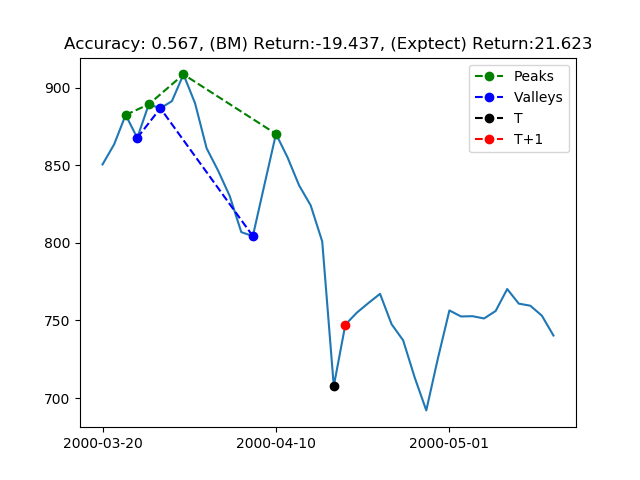 Accuracy: 0.567, (BM) Return:-19.437, (Exptect) Return:21.623
Peaks
Valleys
T
T+1
900
850
800
750
700
2000-03-20
2000-04-10
2000-05-01